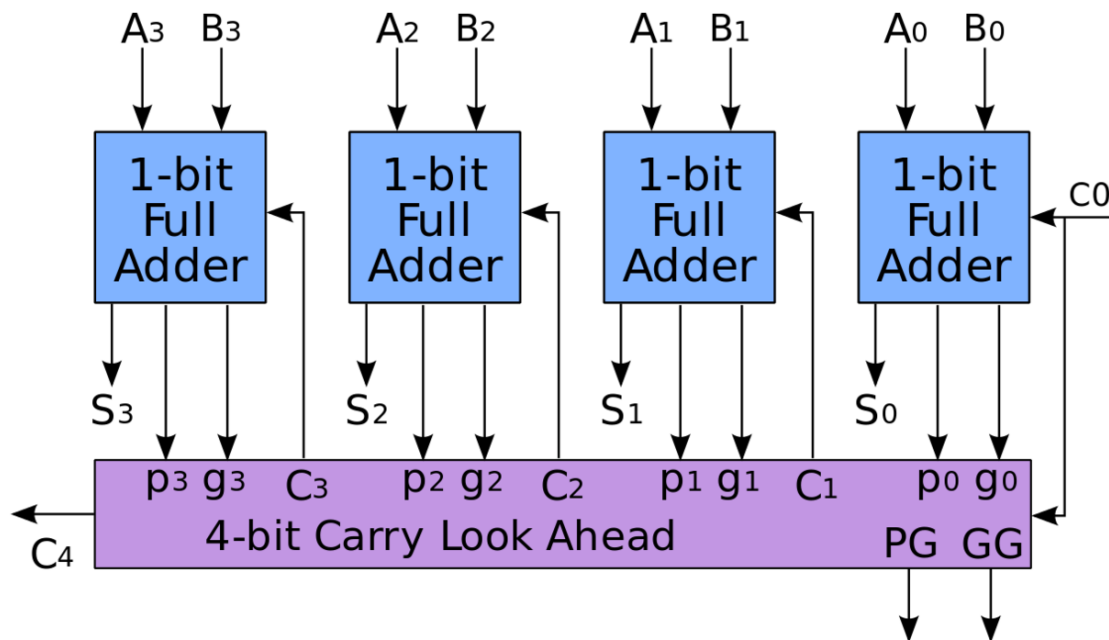 A3 B3 A2 B2 A1 B1 A0 B0
1-bit Full Adder
1-bit Full Adder
1-bit Full Adder
1-bit Full Adder
C0
S3 S2 S1 S0
p3 g3 C3 p2 g2 C2 p1 g1 C1 p0 g0
4-bit Carry Look Ahead
PG GG
C4